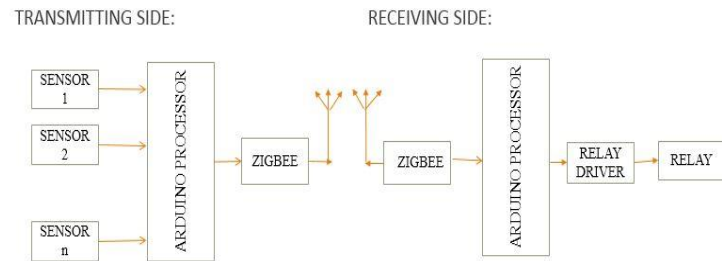 TRANSMITTING SIDE:
RECEIVING SIDE:
SENSOR
1
SENSOR
2
SENSOR
n
ARDUINO PROCESSOR
ZIGBEE
ZIGBEE
ARDUINO PROCESSOR
RELAY
DRIVER
RELAY